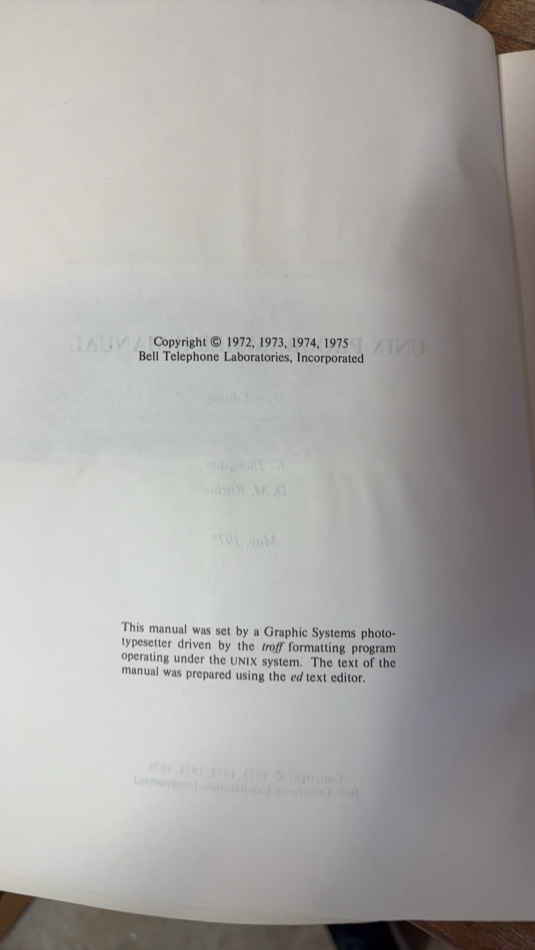 Copyright © 1972, 1973, 1974, 1975
Bell Telephone Laboratories, Incorporated
This manual was set by a Graphic Systems photo-
typesetter driven by the troff formatting program
operating under the UNIX system. The text of the
manual was prepared using the ed text editor.